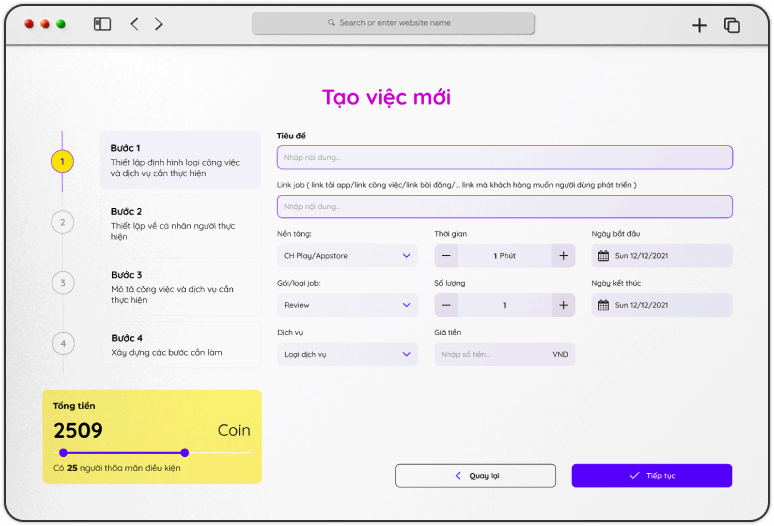 Search or enter website name
Tạo việc mới
1
Bước 1
Thiết lập định hình loại công việc
và dịch vụ cần thực hiện
2
Bước 2
Thiết lập về cá nhân người thực
hiện
3
Bước 3
Mô tả công việc và dịch vụ cần
thực hiện
4
Bước 4
Xây dựng các bước cần làm
Tổng tiền
2509 Coin
Có 25 người thỏa mãn điều kiện
Tiêu đề
Nhập nội dung...
Link job ( link tải app/link công việc/link bài đăng/... link mà khách hàng muốn người dùng phát triển )
Nhập nội dung...
Nền tảng: Thời gian Ngày bắt đầu
CH Play/Appstore 1 Phút Sun 12/12/2021
Gói/loại job: Số lượng Ngày kết thúc
Review 1 Sun 12/12/2021
Dịch vụ Giá tiền
Loại dịch vụ Nhập số tiền... VND
Quay lại Tiếp tục